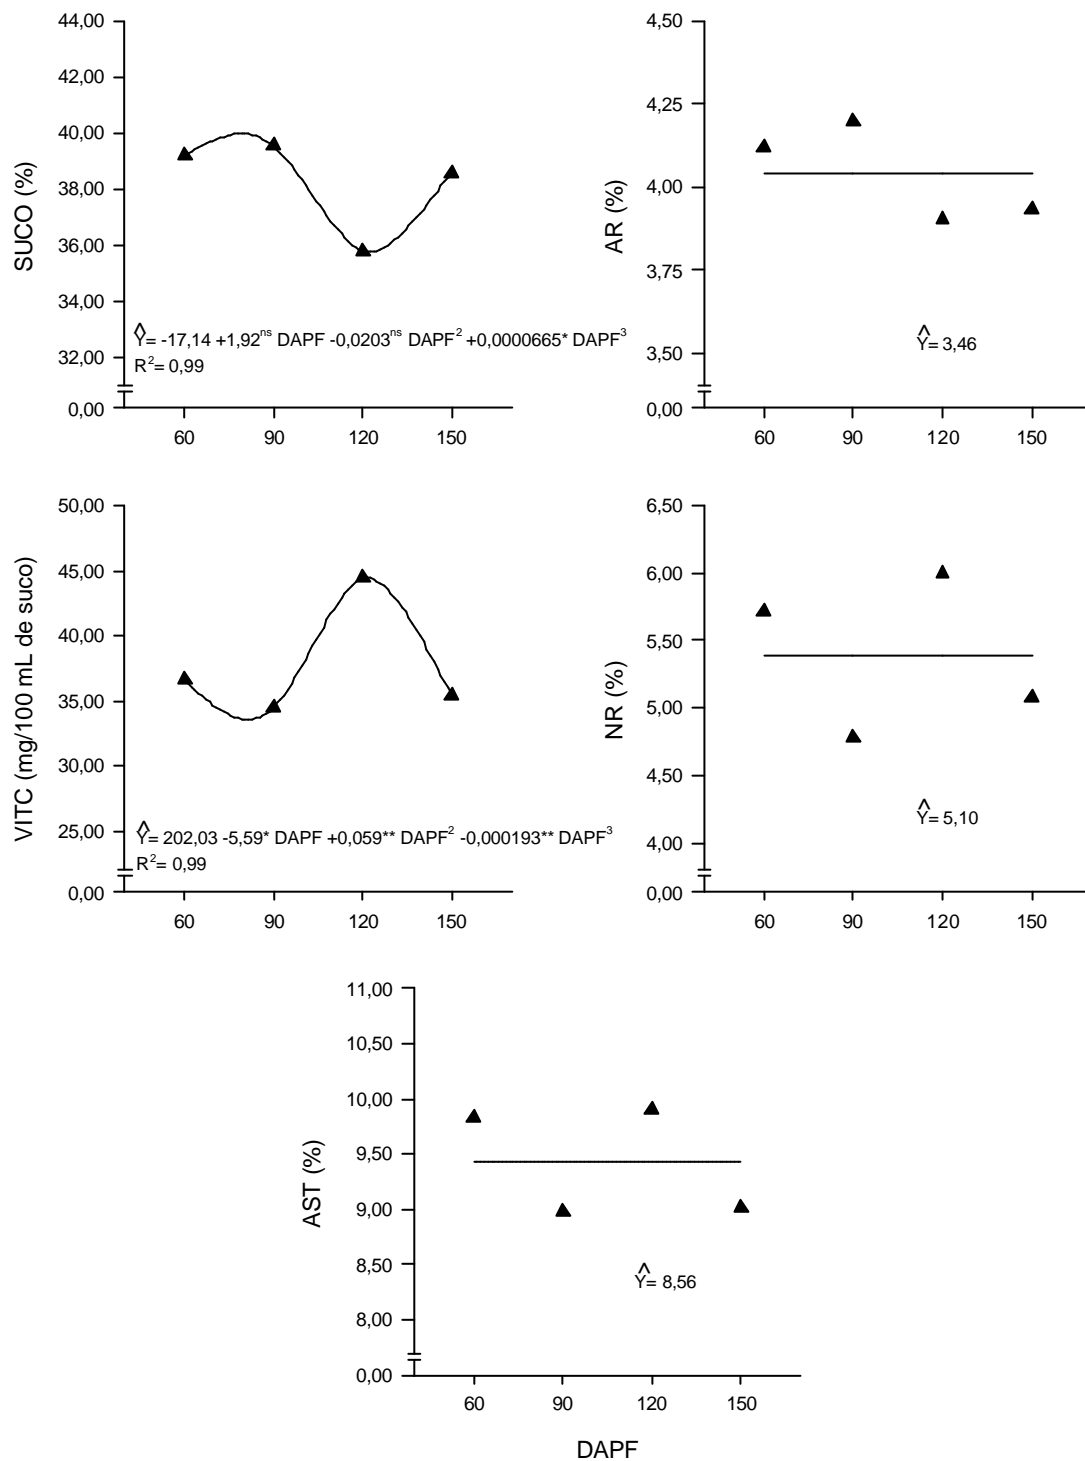 44,00
42,00
40,00
38,00
36,00
34,00
32,00
0,00
SUCO (%)
Ŷ= -17,14 +1,92ⁿˢ DAPF -0,0203ⁿˢ DAPF² +0,0000665* DAPF³
R²= 0,99
60 90 120 150
4,50
4,25
4,00
3,75
3,50
0,00
AR (%)
Ŷ= 3,46
60 90 120 150
50,00
45,00
40,00
35,00
30,00
25,00
0,00
VITC (mg/100 mL de suco)
Ŷ= 202,03 -5,59* DAPF +0,059** DAPF² -0,000193** DAPF³
R²= 0,99
60 90 120 150
6,50
6,00
5,50
5,00
4,50
4,00
0,00
NR (%)
Ŷ= 5,10
60 90 120 150
11,00
10,50
10,00
9,50
9,00
8,50
8,00
0,00
AST (%)
Ŷ= 8,56
60 90 120 150
DAPF